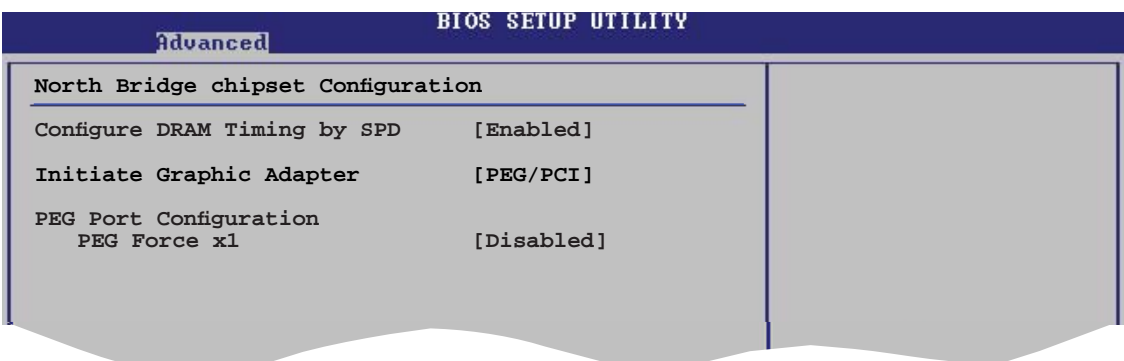 BIOS SETUP UTILITY
Advanced
North Bridge chipset Configuration
Configure DRAM Timing by SPD [Enabled]
Initiate Graphic Adapter [PEG/PCI]
PEG Port Configuration
PEG Force x1 [Disabled]